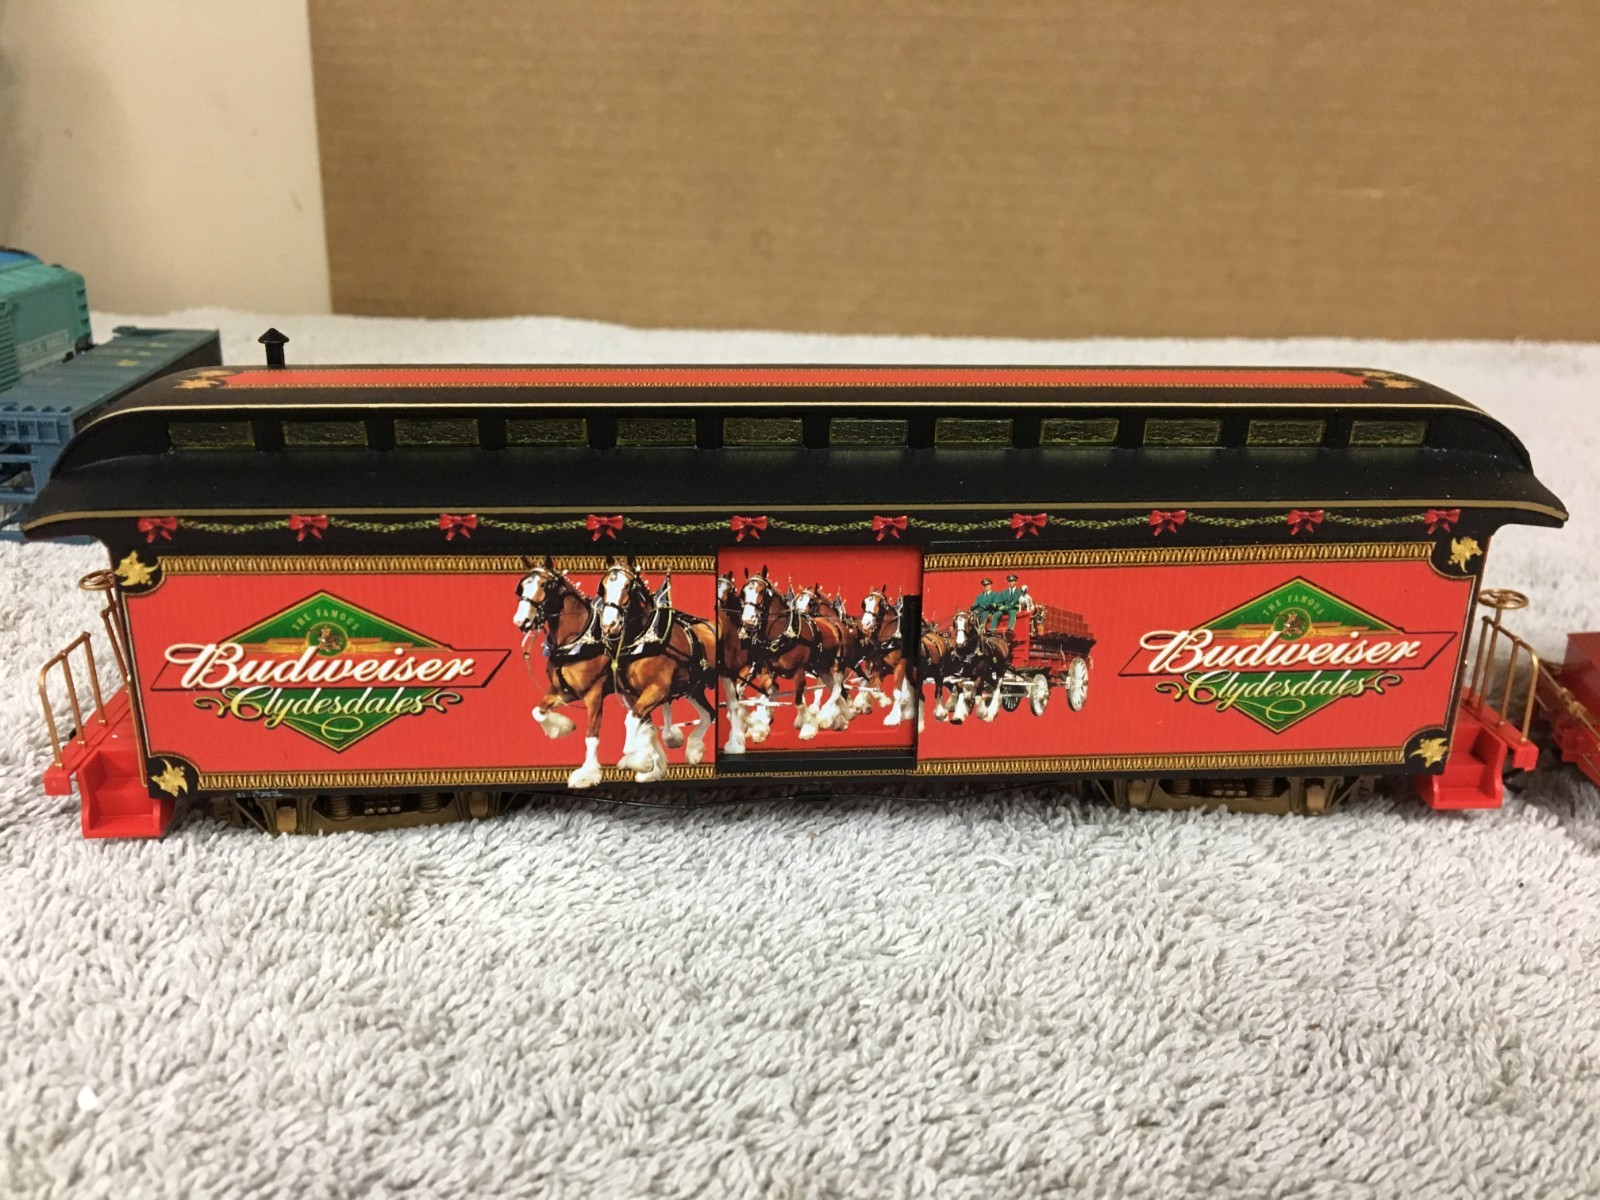 THE FAMOUS
Budweiser
Clydesdales
THE FAMOUS
Budweiser
Clydesdales